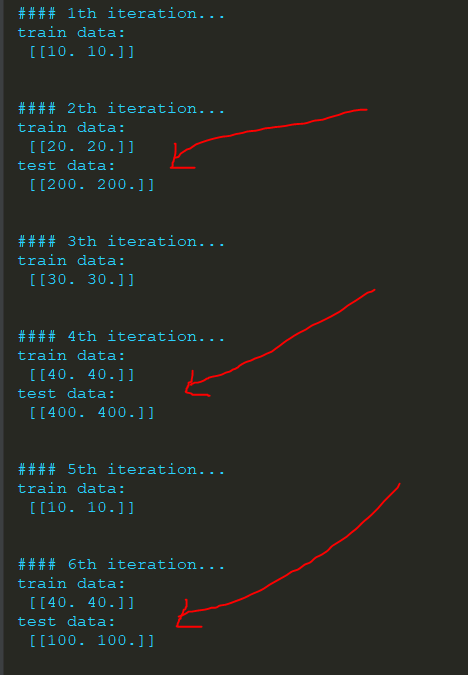 #### 1th iteration...
train data:
[[10. 10.]]
#### 2th iteration...
train data:
[[20. 20.]]
test data:
[[200. 200.]]
#### 3th iteration...
train data:
[[30. 30.]]
#### 4th iteration...
train data:
[[40. 40.]]
test data:
[[400. 400.]]
#### 5th iteration...
train data:
[[10. 10.]]
#### 6th iteration...
train data:
[[40. 40.]]
test data:
[[100. 100.]]